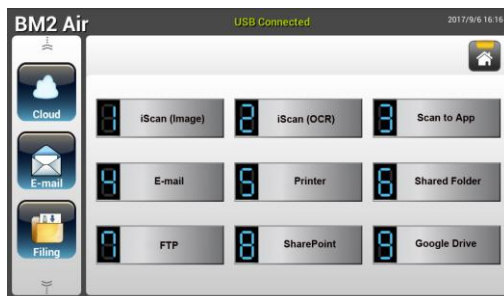 BM2 Air
USB Connected
2017/9/6 16:16
Cloud
E-mail
Filing
1 iScan (Image)
2 iScan (OCR)
3 Scan to App
4 E-mail
5 Printer
6 Shared Folder
7 FTP
8 SharePoint
9 Google Drive